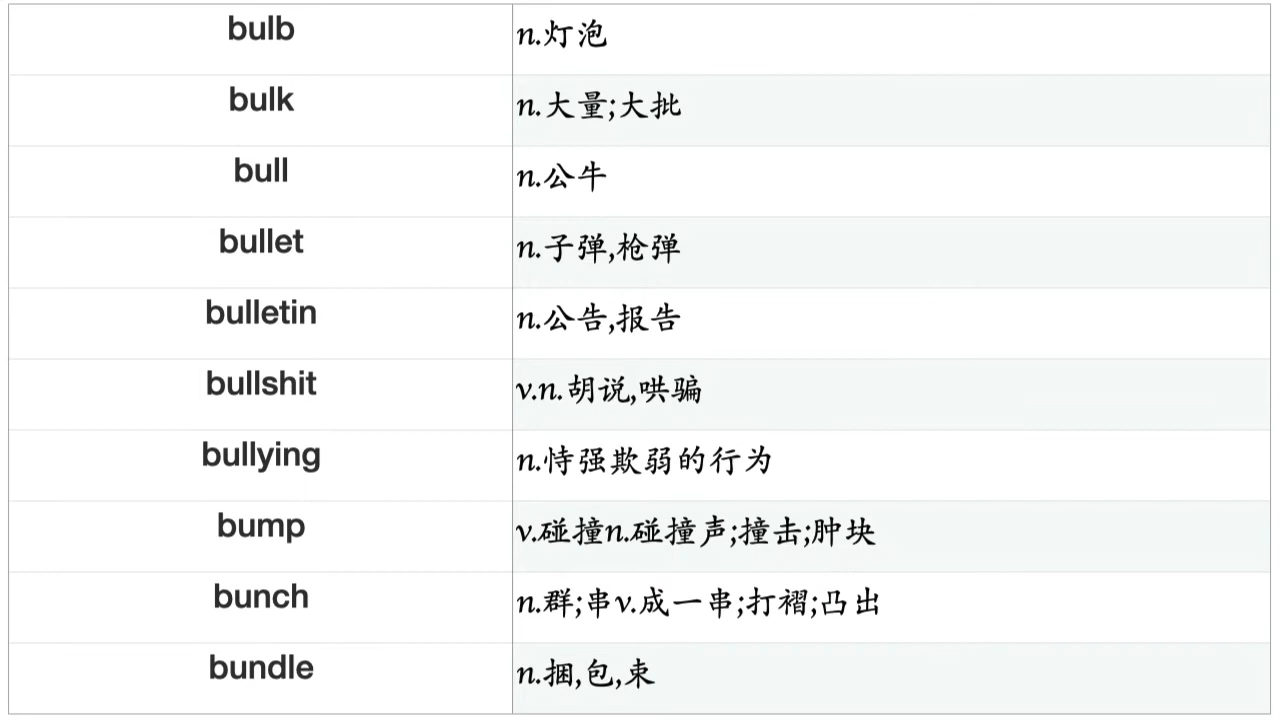 bulb n.灯泡
bulk n.大量;大批
bull n.公牛
bullet n.子弹,枪弹
bulletin n.公告,报告
bullshit v.n.胡说,哄骗
bullying n.恃强欺弱的行为
bump v.碰撞n.碰撞声;撞击;肿块
bunch n.群;串v.成一串;打褶;凸出
bundle n.捆,包,束